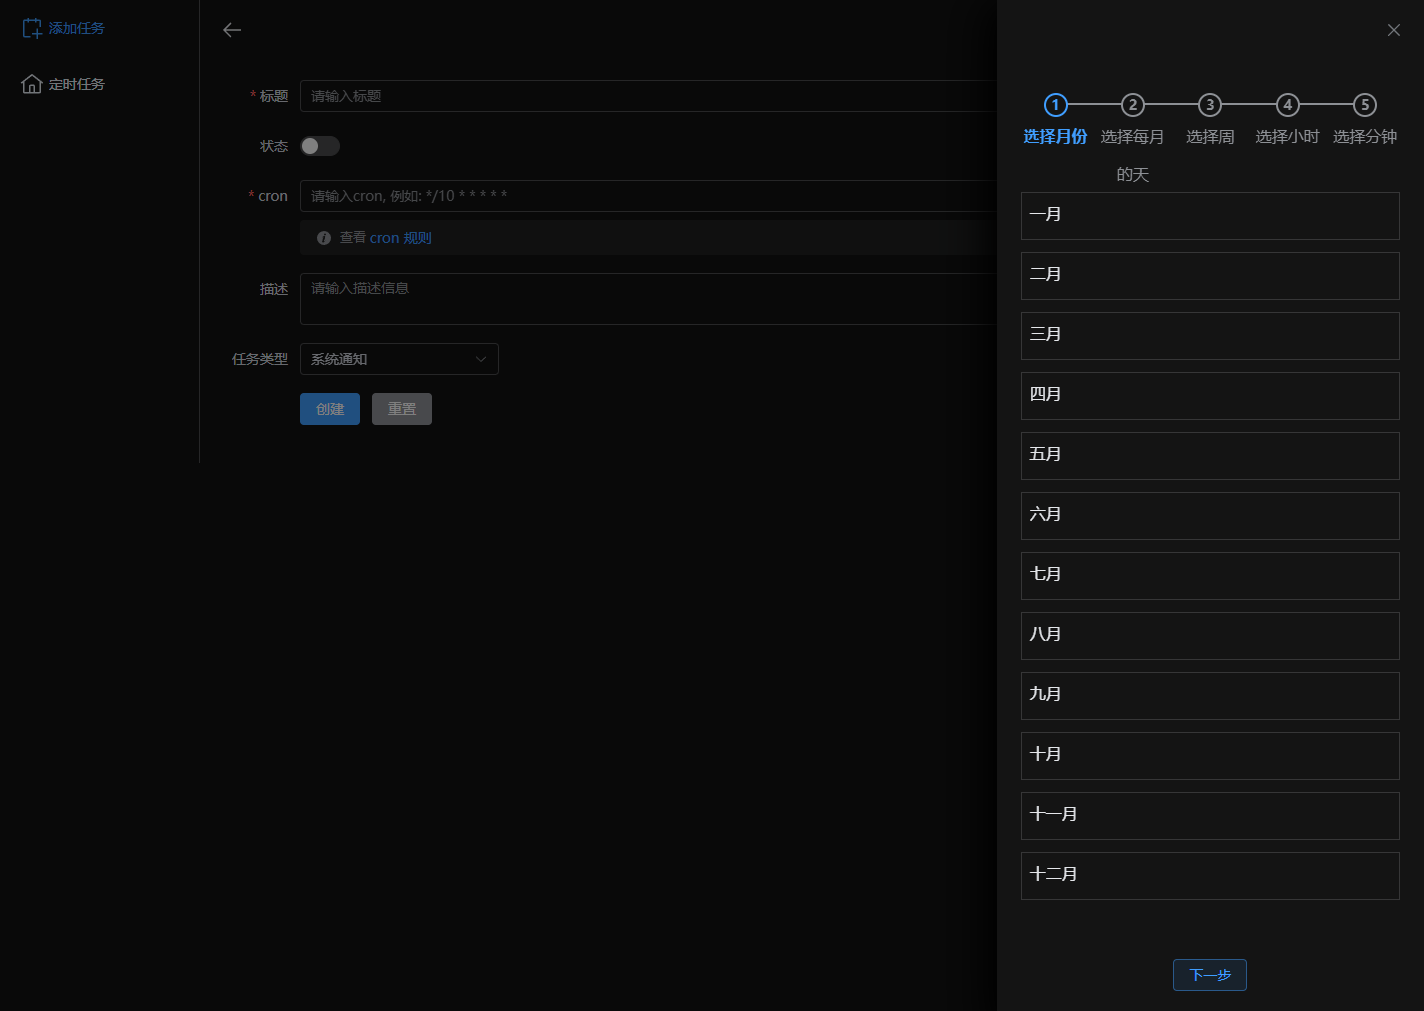 添加任务
定时任务
* 标题
请输入标题
状态
* cron
请输入cron, 例如: */10 * * * * *
查看 cron 规则
描述
请输入描述信息
任务类型
系统通知
创建
重置
1
2
3
4
5
选择月份
选择每月的天
选择周
选择小时
选择分钟
一月
二月
三月
四月
五月
六月
七月
八月
九月
十月
十一月
十二月
下一步